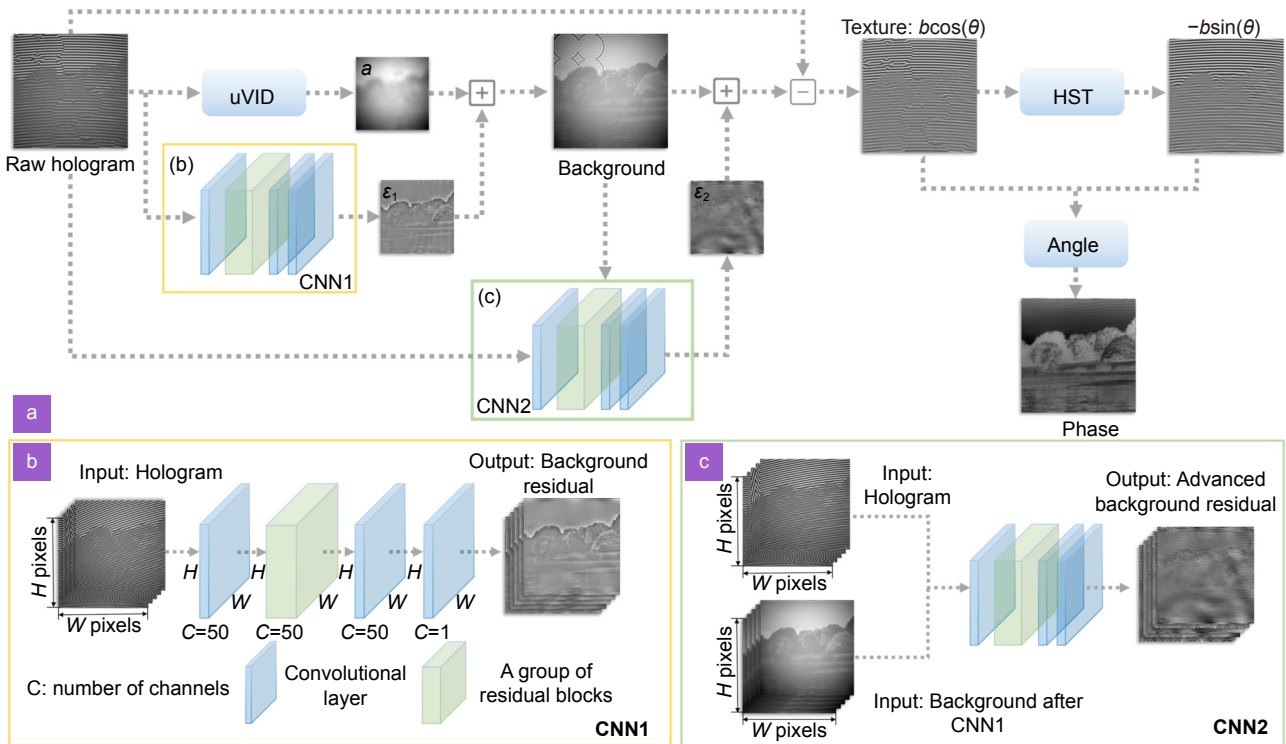 Raw hologram
uVID
a
+
(b)
CNN1
ε1
Background
+
−
ε2
(c)
CNN2
Texture: bcos(θ)
HST
−bsin(θ)
Angle
Phase
a
b
Input: Hologram
H pixels
W pixels
H
W
C=50
H
W
C=50
H
W
C=50
H
W
C=1
Output: Background
residual
C: number of channels
Convolutional
layer
A group of
residual blocks
CNN1
c
H pixels
W pixels
Input:
Hologram
H pixels
W pixels
Input: Background after
CNN1
Output: Advanced
background residual
CNN2